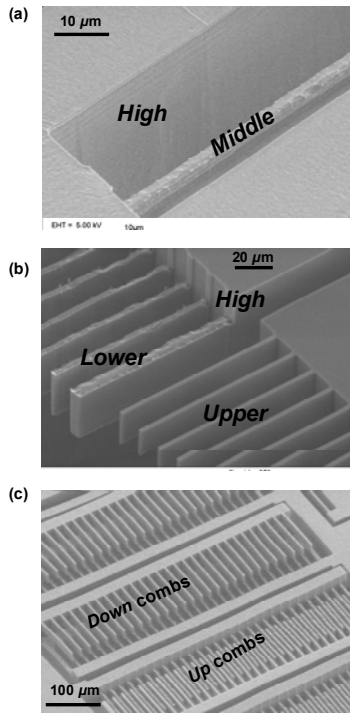 (a)
10 µm
High
Middle
EHT = 5.00 kV
10um
(b)
20 µm
High
Lower
Upper
(c)
Down combs
Up combs
100 µm